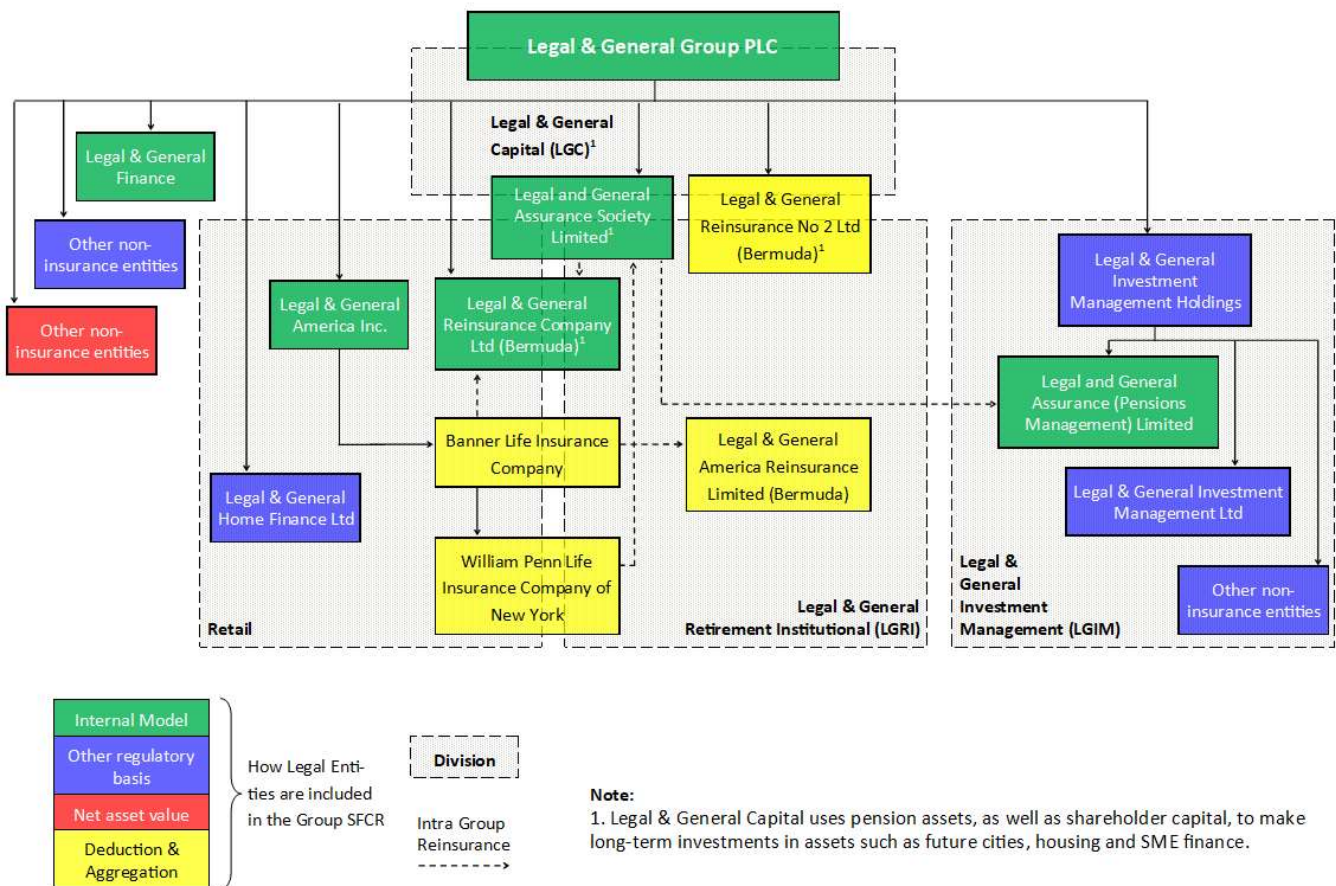 Legal & General Group PLC
Legal & General
Capital (LGC)1
Legal & General
Finance
Legal and General
Assurance Society
Limited1
Legal & General
Reinsurance No 2 Ltd
(Bermuda)1
Other non-
insurance entities
Legal & General
Investment
Management Holdings
Legal & General
America Inc.
Legal & General
Reinsurance Company
Ltd (Bermuda)1
Other non-
insurance entities
Legal and General
Assurance (Pensions
Management) Limited
Banner Life Insurance
Company
Legal & General
America Reinsurance
Limited (Bermuda)
Legal & General
Home Finance Ltd
Legal & General Investment
Management Ltd
William Penn Life
Insurance Company of
New York
Legal &
General
Investment
Management (LGIM)
Other non-
insurance entities
Retail
Legal & General
Retirement Institutional (LGRI)
Internal Model
Other regulatory
basis
Net asset value
Deduction &
Aggregation
How Legal Enti-
ties are included
in the Group SFCR
Division
Intra Group
Reinsurance
Note:
1. Legal & General Capital uses pension assets, as well as shareholder capital, to make
long-term investments in assets such as future cities, housing and SME finance.